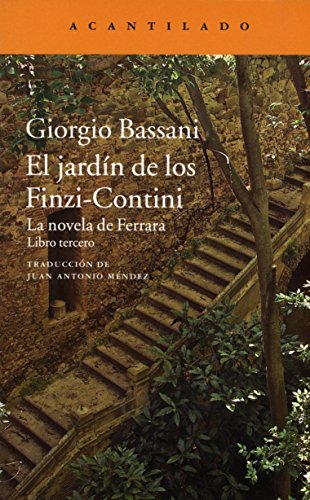 ACANTILADO
Giorgio Bassani
El jardín de los
Finzi-Contini
La novela de Ferrara
Libro tercero
TRADUCCIÓN DE
JUAN ANTONIO MÉNDEZ